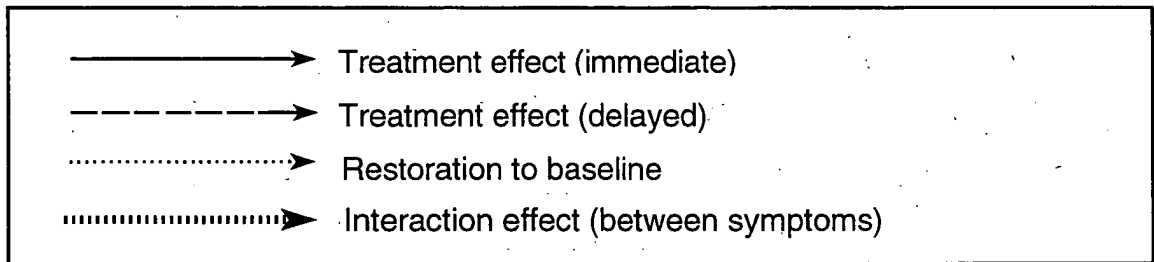 Treatment effect (immediate)
Treatment effect (delayed)
Restoration to baseline
Interaction effect (between symptoms)